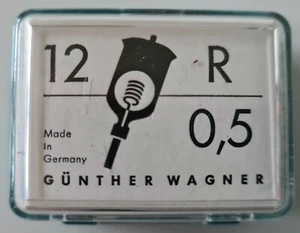 12 R
0,5
Made
In
Germany
GÜNTHER WAGNER